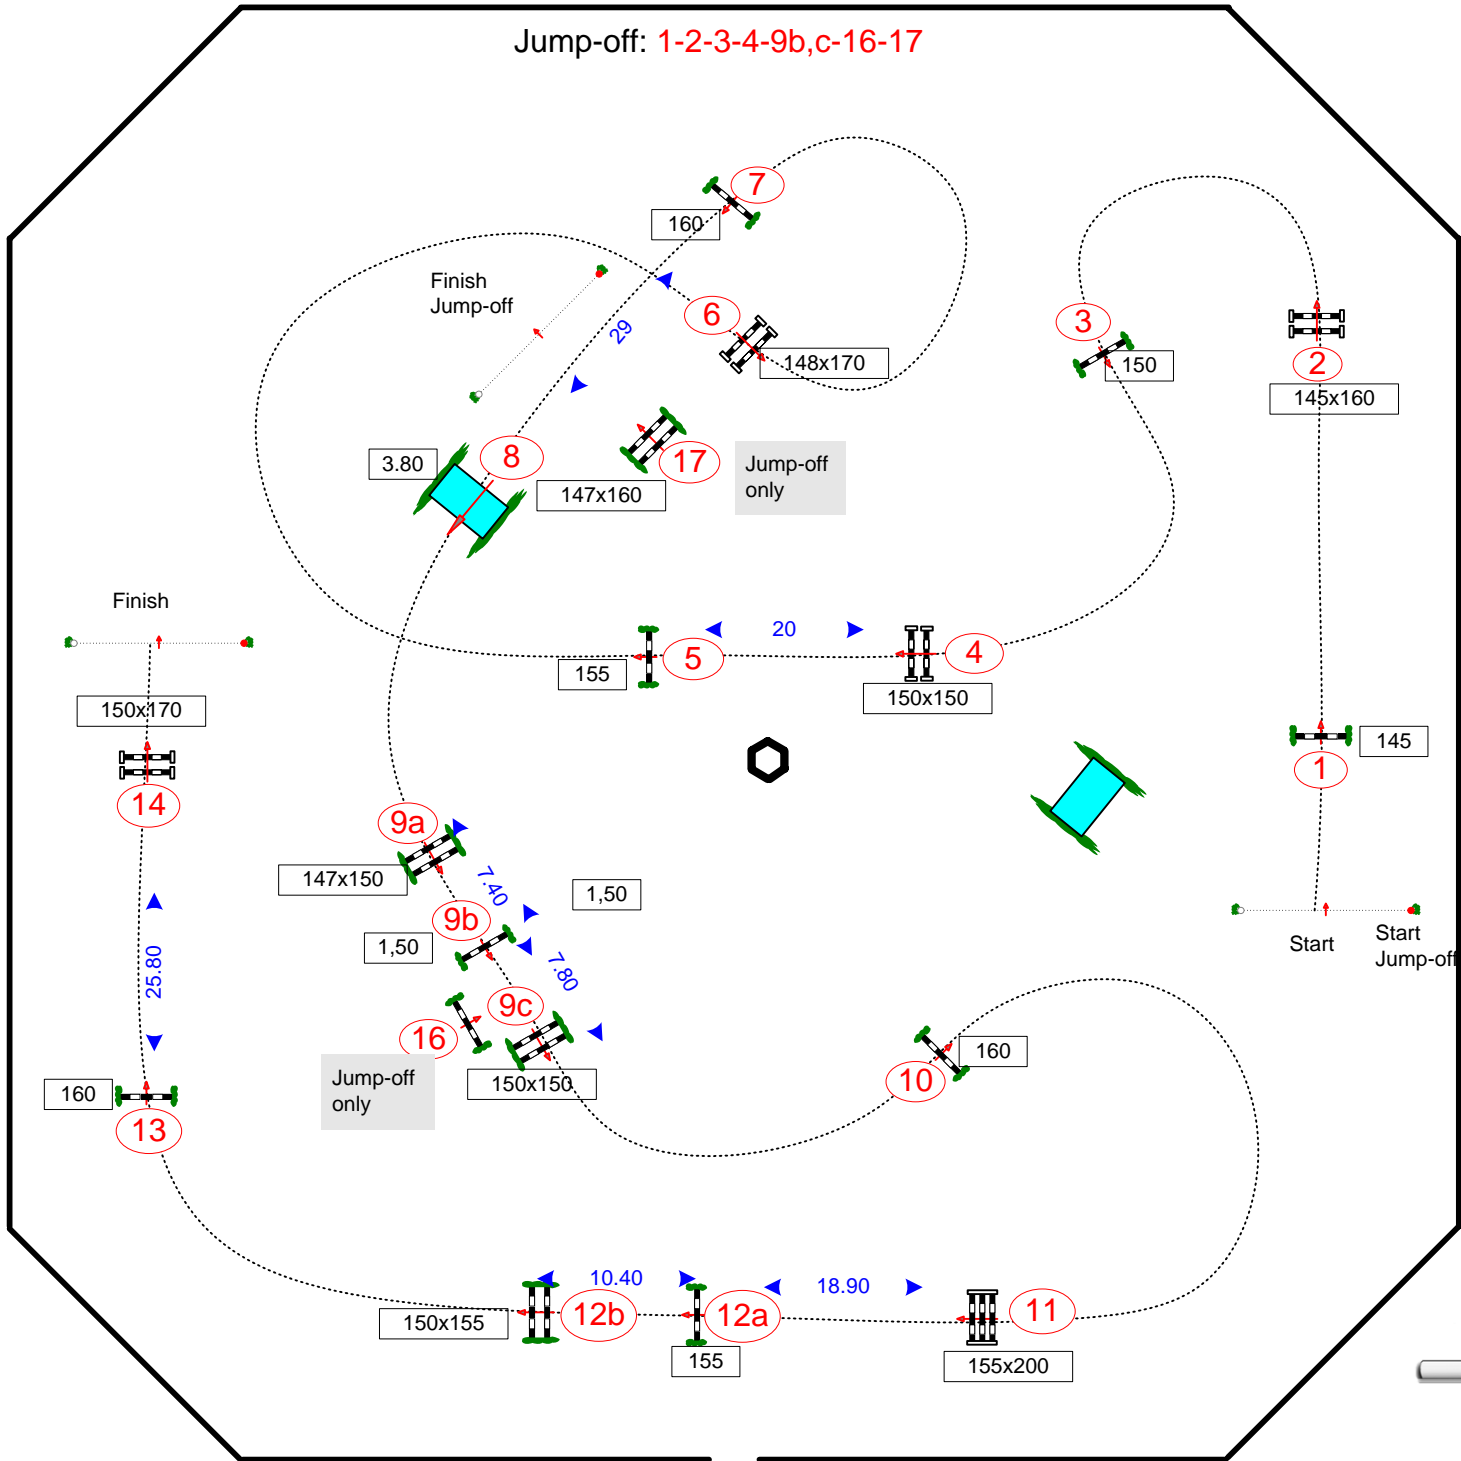 Jump-off: 1-2-3-4-9b,c-16-17
7
160
Finish
Jump-off
6
29
148x170
3
150
2
145x160
8
3.80
17
147x160
Jump-off
only
Finish
20
5
4
155
150x150
150x170
145
1
14
9a
147x150
7.40
1,50
9b
1,50
7.80
Start
Start
Jump-off
25.80
9c
16
160
10
Jump-off
only
150x150
160
13
10.40
18.90
12b
12a
11
150x155
155
155x200